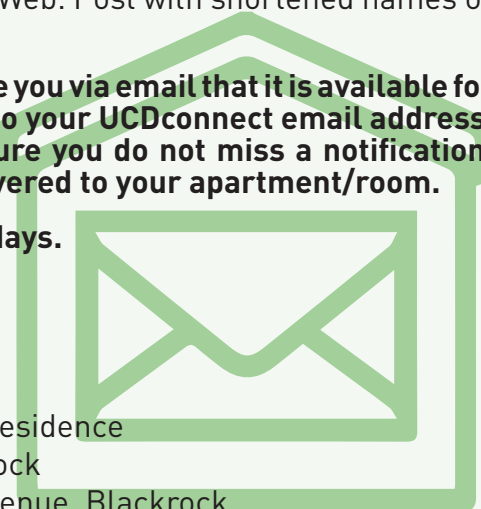 Web. Post with shortened names o
e you via email that it is available fo
o your UCDconnect email address
ure you do not miss a notification
vered to your apartment/room.
days.
esidence
ock
enue, Blackrock